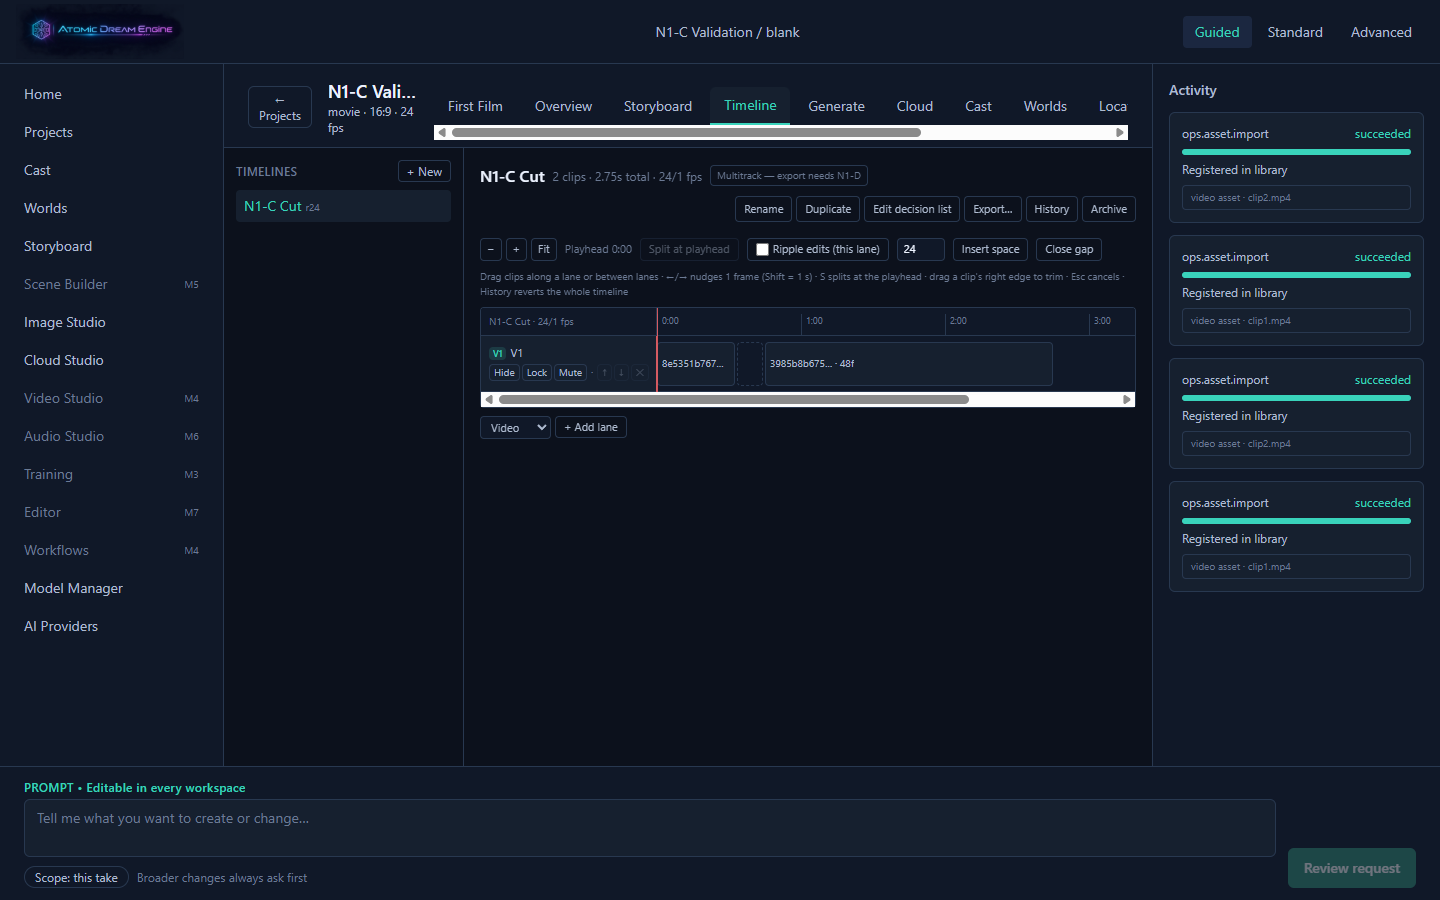 ATOMIC DREAM ENGINE
N1-C Validation / blank
Guided
Standard
Advanced
Home
Projects
Cast
Worlds
Storyboard
Scene Builder M5
Image Studio
Cloud Studio
Video Studio M4
Audio Studio M6
Training M3
Editor M7
Workflows M4
Model Manager
AI Providers
← Projects
N1-C Vali...
movie · 16:9 · 24
fps
First Film
Overview
Storyboard
Timeline
Generate
Cloud
Cast
Worlds
Loca
TIMELINES
+ New
N1-C Cut r24
N1-C Cut 2 clips · 2.75s total · 24/1 fps
Multitrack — export needs N1-D
Rename
Duplicate
Edit decision list
Export...
History
Archive
−
+
Fit
Playhead 0:00
Split at playhead
Ripple edits (this lane)
24
Insert space
Close gap
Drag clips along a lane or between lanes · ←/→ nudges 1 frame (Shift = 1 s) · S splits at the playhead · drag a clip's right edge to trim · Esc cancels ·
History reverts the whole timeline
N1-C Cut · 24/1 fps
0:00
1:00
2:00
3:00
V1 V1
Hide
Lock
Mute
· ↑ ↓ ✕
8e5351b767...
3985b8b675... · 48f
Video
+ Add lane
Activity
ops.asset.import succeeded
Registered in library
video asset · clip2.mp4
ops.asset.import succeeded
Registered in library
video asset · clip1.mp4
ops.asset.import succeeded
Registered in library
video asset · clip2.mp4
ops.asset.import succeeded
Registered in library
video asset · clip1.mp4
PROMPT • Editable in every workspace
Tell me what you want to create or change...
Scope: this take
Broader changes always ask first
Review request